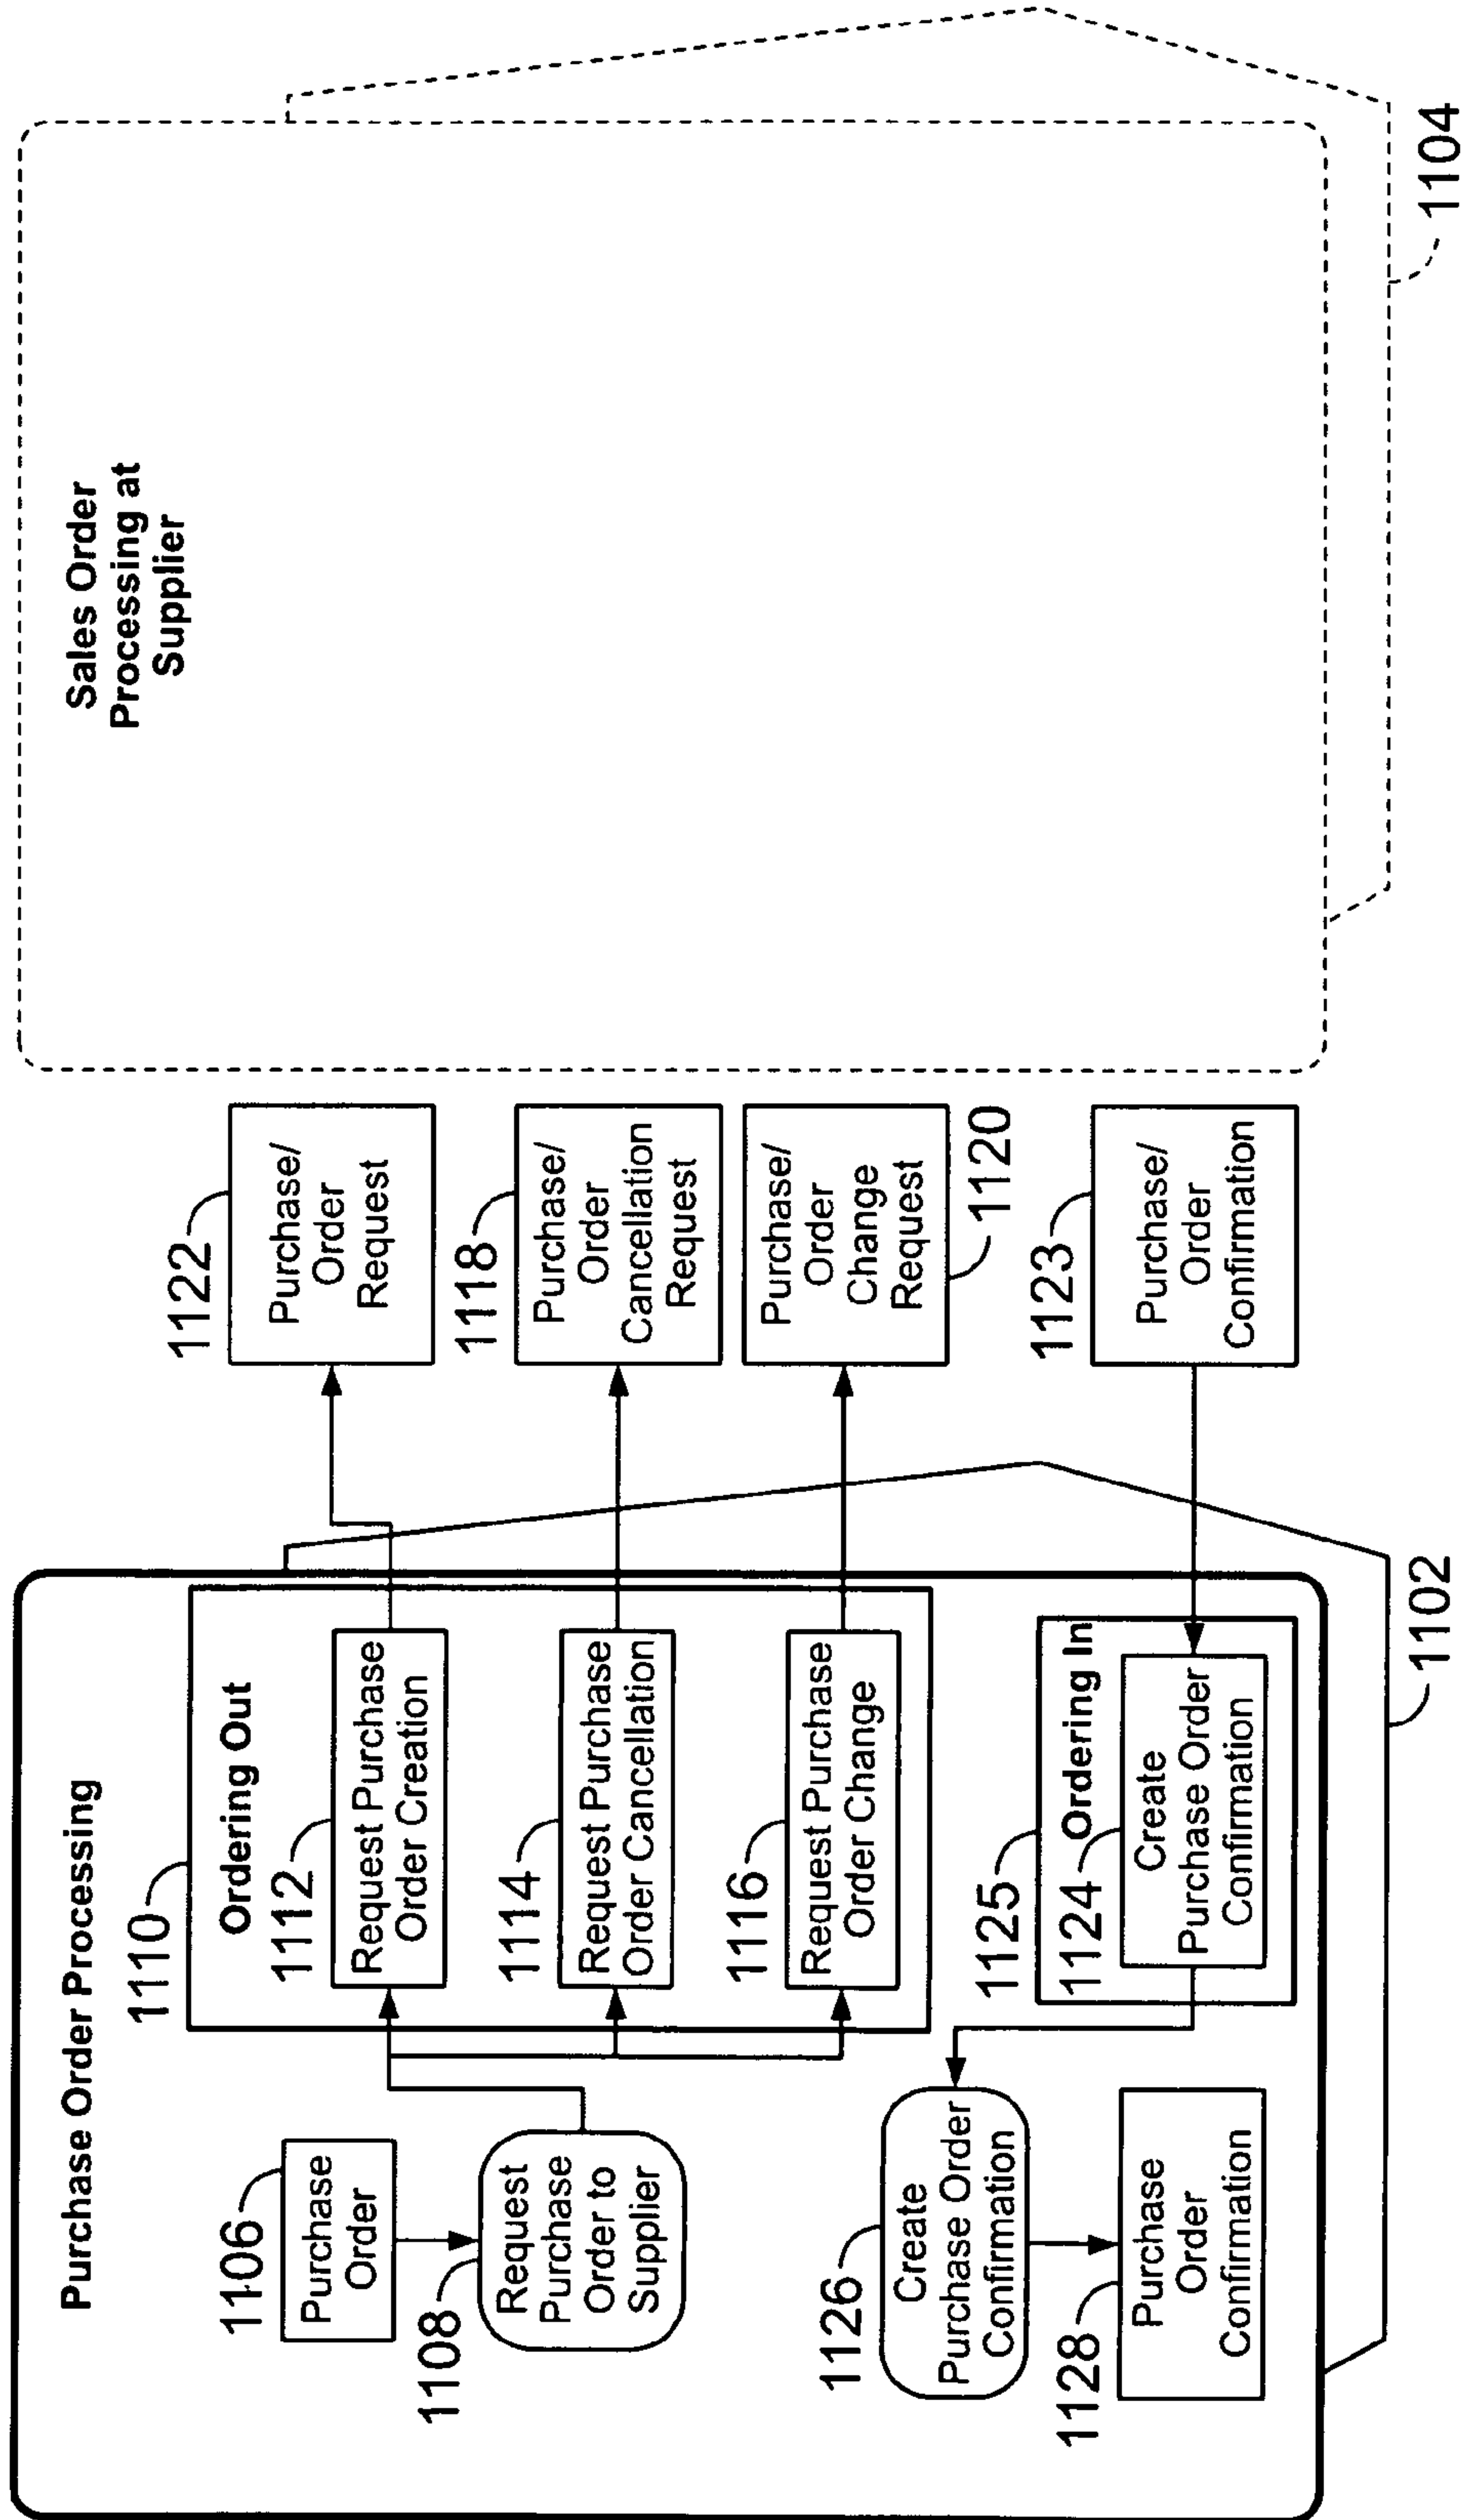 Purchase Order Processing
1106
Purchase
Order
1108
Request
Purchase
Order to
Supplier
1110
Ordering Out
1112
Request Purchase
Order Creation
1114
Request Purchase
Order Cancellation
1116
Request Purchase
Order Change
1125
Ordering In
1124
Create
Purchase Order
Confirmation
1126
Create
Purchase Order
Confirmation
1128
Purchase
Order
Confirmation
1102
1122
Purchase/
Order
Request
1118
Purchase/
Order
Cancellation
Request
Purchase/
Order
Change
Request
1120
1123
Purchase/
Order
Confirmation
Sales Order
Processing at
Supplier
1104